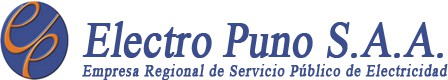 Electro Puno S.A.A.
Empresa Regional de Servicio Público de Electricidad